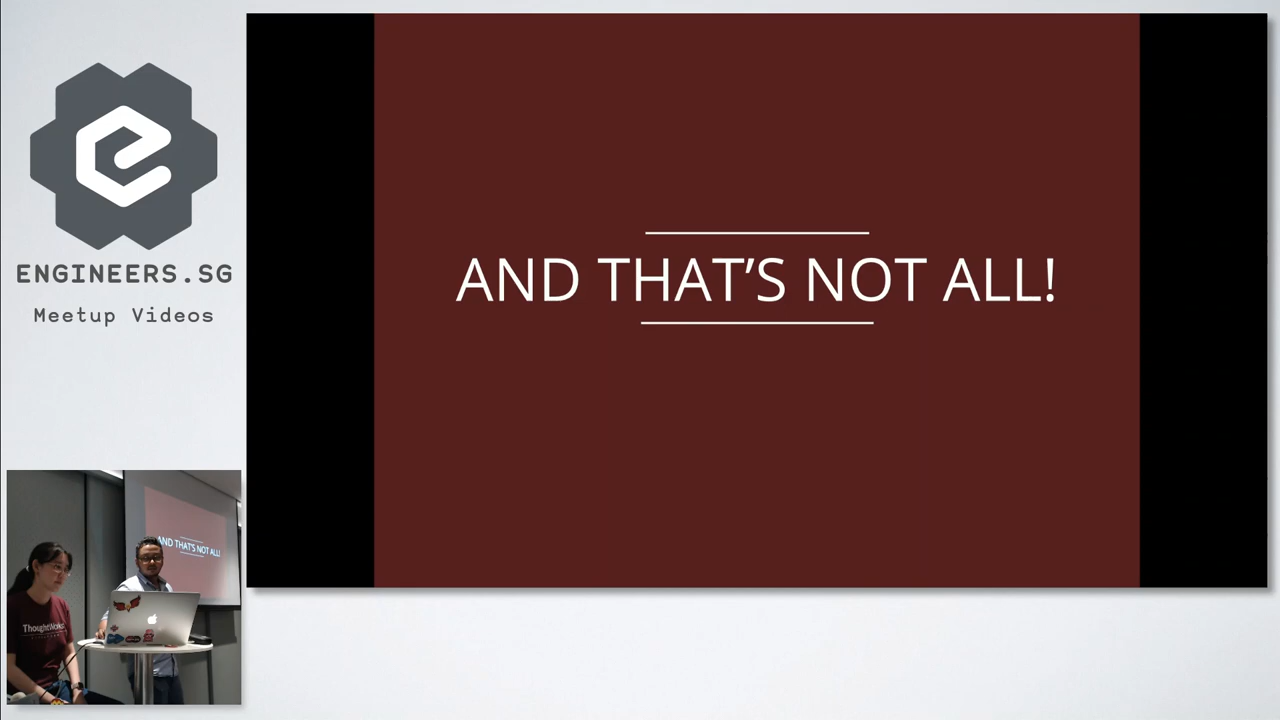 ENGINEERS.SG
Meetup Videos
AND THAT’S NOT ALL!
AND THAT’S NOT ALL!
ThoughtWorks